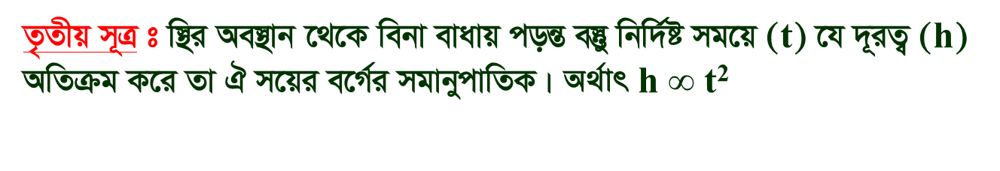 তৃতীয় সূত্র ঃ স্থির অবস্থান থেকে বিনা বাধায় পড়ন্ত বস্তু নির্দিষ্ট সময়ে (t) যে দূরত্ব (h)
অতিক্রম করে তা ঐ সয়ের বর্গের সমানুপাতিক। অর্থাৎ h ∞ t²